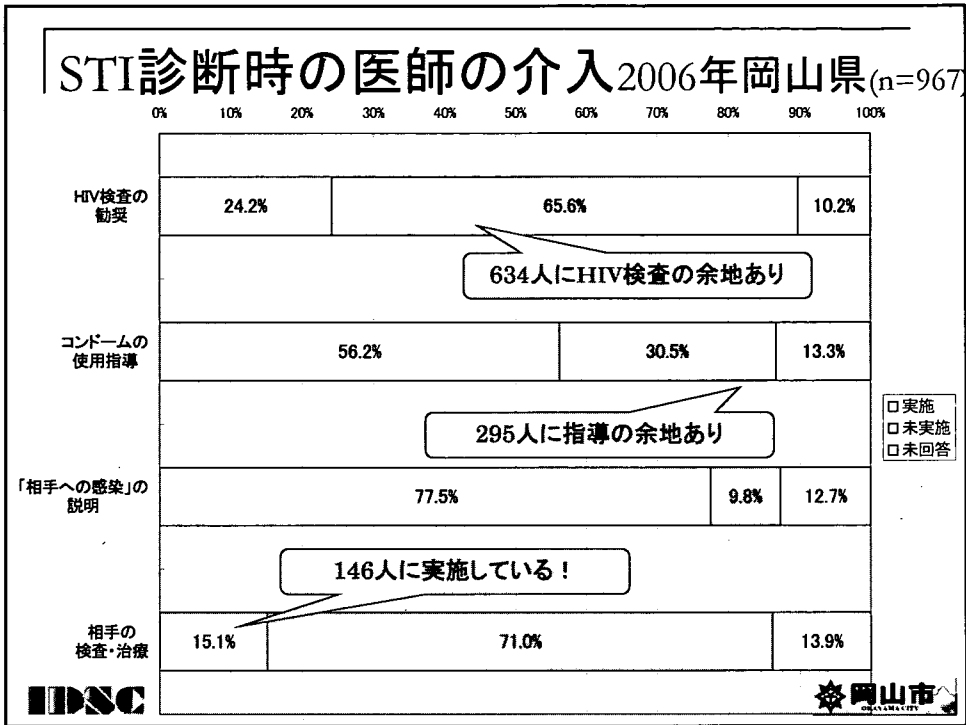 STI診断時の医師の介入2006年岡山県(n=967)
0% 10% 20% 30% 40% 50% 60% 70% 80% 90% 100%
HIV検査の
勧奨
24.2% 65.6% 10.2%
634人にHIV検査の余地あり
コンドームの
使用指導
56.2% 30.5% 13.3%
295人に指導の余地あり
□実施
□未実施
□未回答
「相手への感染」の
説明
77.5% 9.8% 12.7%
146人に実施している!
相手の
検査・治療
15.1% 71.0% 13.9%
IDSC
岡山市
OKAYAMA CITY